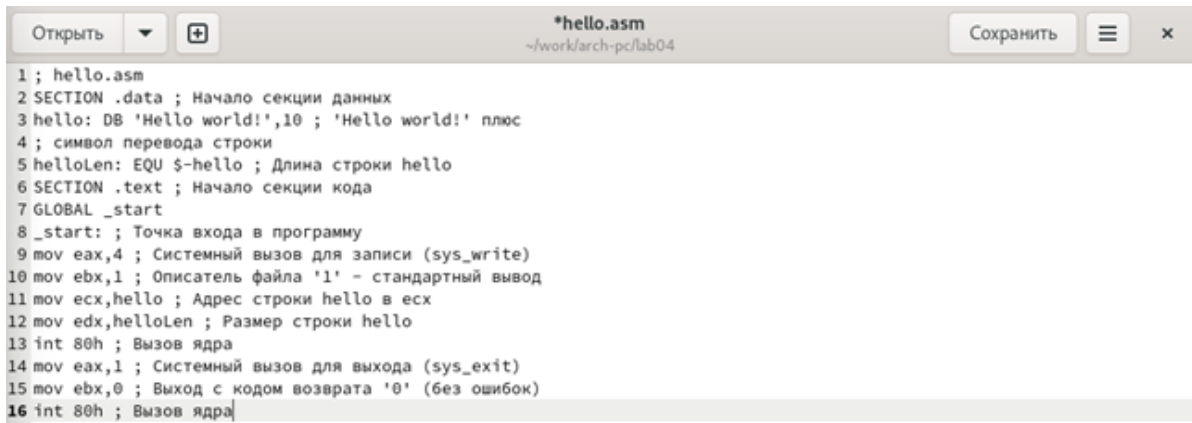 Открыть *hello.asm Сохранить
~/work/arch-pc/lab04
1 ; hello.asm
2 SECTION .data ; Начало секции данных
3 hello: DB 'Hello world!',10 ; 'Hello world!' плюс
4 ; символ перевода строки
5 helloLen: EQU $-hello ; Длина строки hello
6 SECTION .text ; Начало секции кода
7 GLOBAL _start
8 _start: ; Точка входа в программу
9 mov eax,4 ; Системный вызов для записи (sys_write)
10 mov ebx,1 ; Описатель файла '1' - стандартный вывод
11 mov ecx,hello ; Адрес строки hello в ecx
12 mov edx,helloLen ; Размер строки hello
13 int 80h ; Вызов ядра
14 mov eax,1 ; Системный вызов для выхода (sys_exit)
15 mov ebx,0 ; Выход с кодом возврата '0' (без ошибок)
16 int 80h ; Вызов ядра